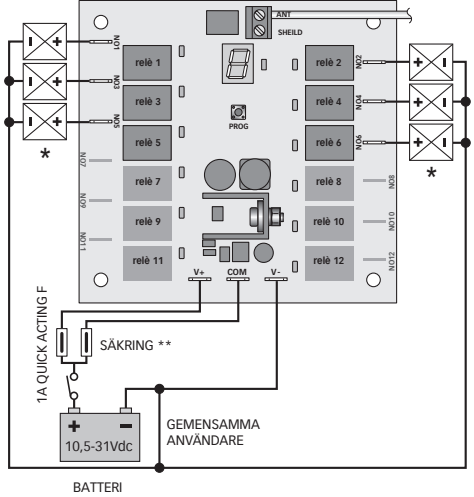 ANT
SHEILD
NO1
NO2
relè 1
relè 2
NO3
NO4
relè 3
relè 4
NO5
NO6
PROG
relè 5
relè 6
*
*
NO7
NO8
relè 7
relè 8
NO9
NO10
relè 9
relè 10
NO11
NO12
relè 11
relè 12
V+
COM
V-
1A QUICK ACTING F
SÄKRING **
+ -
10,5-31Vdc
GEMENSAMMA
ANVÄNDARE
BATTERI
- +
- +
- +
+ -
+ -
+ -